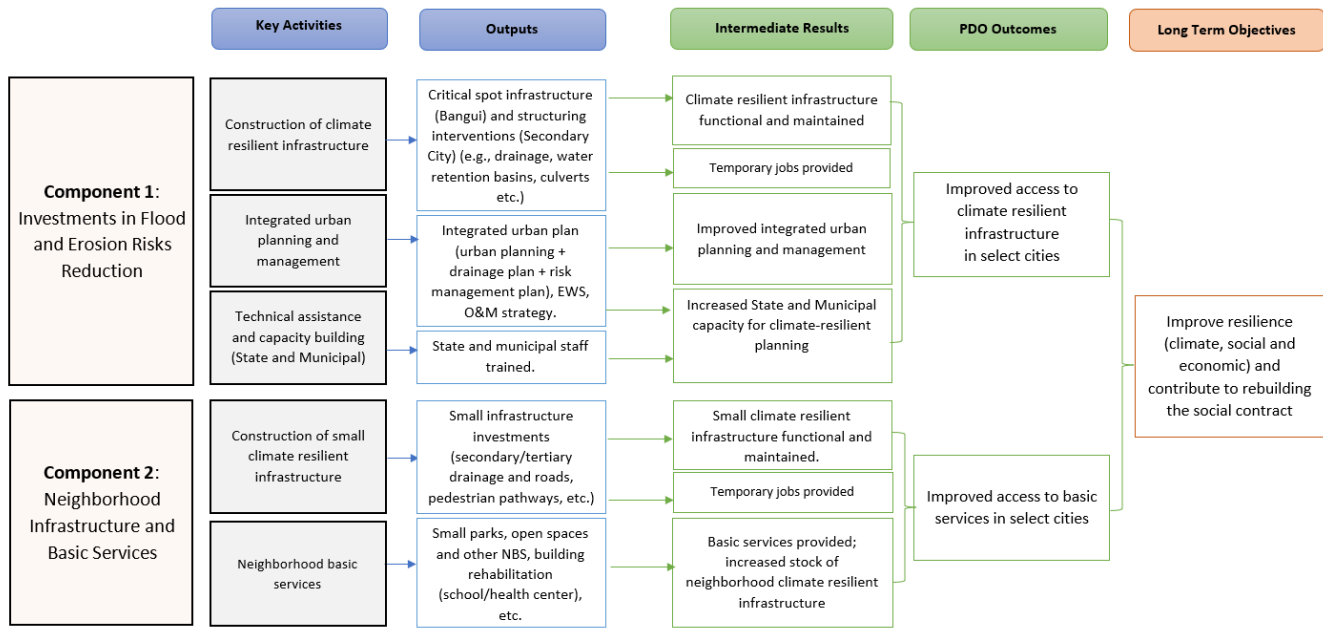 Key Activities
Outputs
Intermediate Results
PDO Outcomes
Long Term Objectives
Component 1:
Investments in Flood
and Erosion Risks
Reduction
Construction of climate
resilient infrastructure
Integrated urban
planning and
management
Technical assistance
and capacity building
(State and Municipal)
Critical spot infrastructure
(Bangui) and structuring
interventions (Secondary
City) (e.g., drainage, water
retention basins, culverts
etc.)
Integrated urban plan
(urban planning +
drainage plan + risk
management plan), EWS,
O&M strategy.
State and municipal staff
trained.
Climate resilient infrastructure
functional and maintained
Temporary jobs provided
Improved integrated urban
planning and management
Increased State and Municipal
capacity for climate-resilient
planning
Improved access to
climate resilient
infrastructure
in select cities
Improve resilience
(climate, social and
economic) and
contribute to rebuilding
the social contract
Component 2:
Neighborhood
Infrastructure and
Basic Services
Construction of small
climate resilient
infrastructure
Neighborhood basic
services
Small infrastructure
investments
(secondary/tertiary
drainage and roads,
pedestrian pathways, etc.)
Small parks, open spaces
and other NBS, building
rehabilitation
(school/health center),
etc.
Small climate resilient
infrastructure functional and
maintained.
Temporary jobs provided
Basic services provided;
increased stock of
neighborhood climate resilient
infrastructure
Improved access to basic
services in select cities